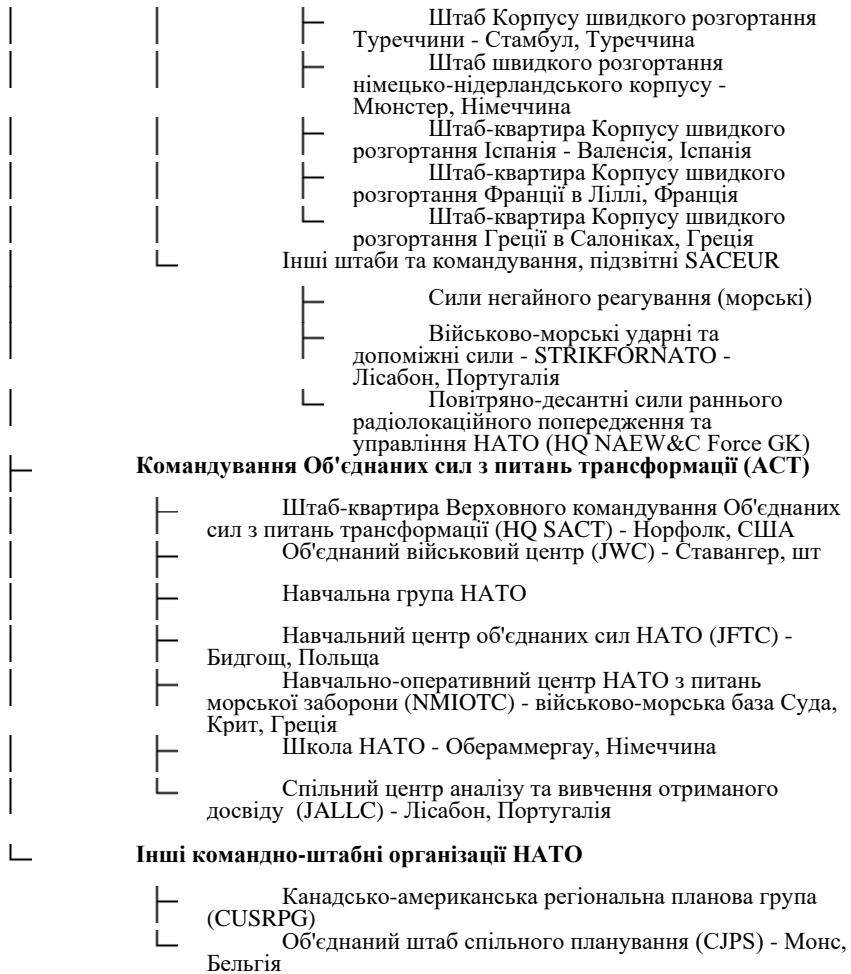 Штаб Корпусу швидкого розгортання
Туреччини - Стамбул, Туреччина
Штаб швидкого розгортання
німецько-нідерландського корпусу -
Мюнстер, Німеччина
Штаб-квартира Корпусу швидкого
розгортання Іспанія - Валенсія, Іспанія
Штаб-квартира Корпусу швидкого
розгортання Франції в Ліллі, Франція
Штаб-квартира Корпусу швидкого
розгортання Греції в Салоніках, Греція
Інші штаби та командування, підзвітні SACEUR
Сили негайного реагування (морські)
Військово-морські ударні та
допоміжні сили - STRIKFORNATO -
Лісабон, Португалія
Повітряно-десантні сили раннього
радіолокаційного попередження та
управління НАТО (HQ NAEW&C Force GK)
Командування Об'єднаних сил з питань трансформації (ACT)
Штаб-квартира Верховного командування Об'єднаних
сил з питань трансформації (HQ SACT) - Норфолк, США
Об'єднаний військовий центр (JWC) - Ставангер, шт
Навчальна група НАТО
Навчальний центр об'єднаних сил НАТО (JFTC) -
Бидгощ, Польща
Навчально-оперативний центр НАТО з питань
морської заборони (NMIOTC) - військово-морська база Суда,
Крит, Греція
Школа НАТО - Обераммергау, Німеччина
Спільний центр аналізу та вивчення отриманого
досвіду (JALLC) - Лісабон, Португалія
Інші командно-штабні організації НАТО
Канадсько-американська регіональна планова група
(CUSRPG)
Об'єднаний штаб спільного планування (CJPS) - Монс,
Бельгія